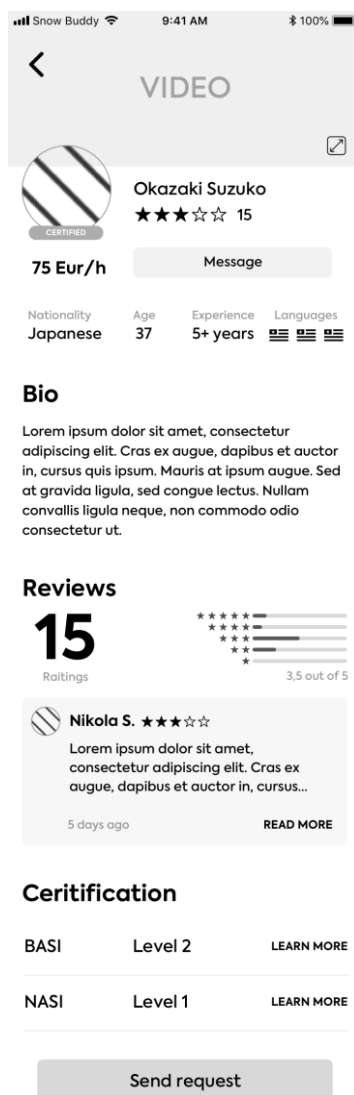 Snow Buddy 9:41 AM 100%
VIDEO
Okazaki Suzuko
★★★☆☆ 15
CERTIFIED
75 Eur/h
Message
Nationality Age Experience Languages
Japanese 37 5+ years
Bio
Lorem ipsum dolor sit amet, consectetur
adipiscing elit. Cras ex augue, dapibus et auctor
in, cursus quis ipsum. Mauris at ipsum augue. Sed
at gravida ligula, sed congue lectus. Nullam
convallis ligula neque, non commodo odio
consectetur ut.
Reviews
15
Raitings
3,5 out of 5
Nikola S. ★★★☆☆
Lorem ipsum dolor sit amet,
consectetur adipiscing elit. Cras ex
augue, dapibus et auctor in, cursus...
5 days ago READ MORE
Ceritification
BASI Level 2 LEARN MORE
NASI Level 1 LEARN MORE
Send request